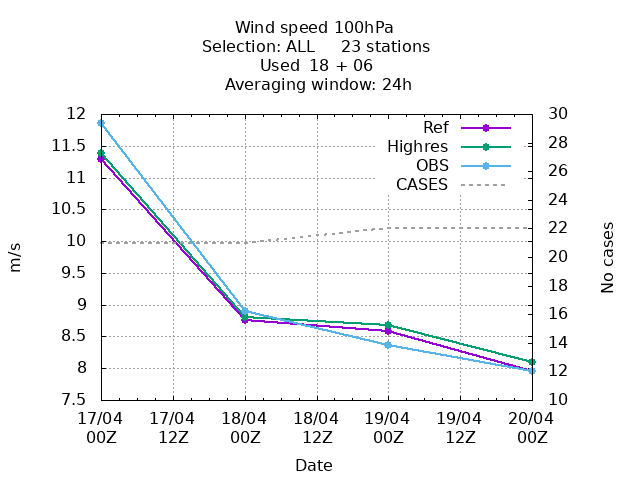 Wind speed 100hPa
Selection: ALL     23 stations
Used  18 + 06
Averaging window: 24h
12
11.5
11
10.5
10
9.5
9
8.5
8
7.5
30
28
26
24
22
20
18
16
14
12
10
Ref
Highres
OBS
CASES
m/s
No cases
17/04 17/04 18/04 18/04 19/04 19/04 20/04
00Z 12Z 00Z 12Z 00Z 12Z 00Z
Date